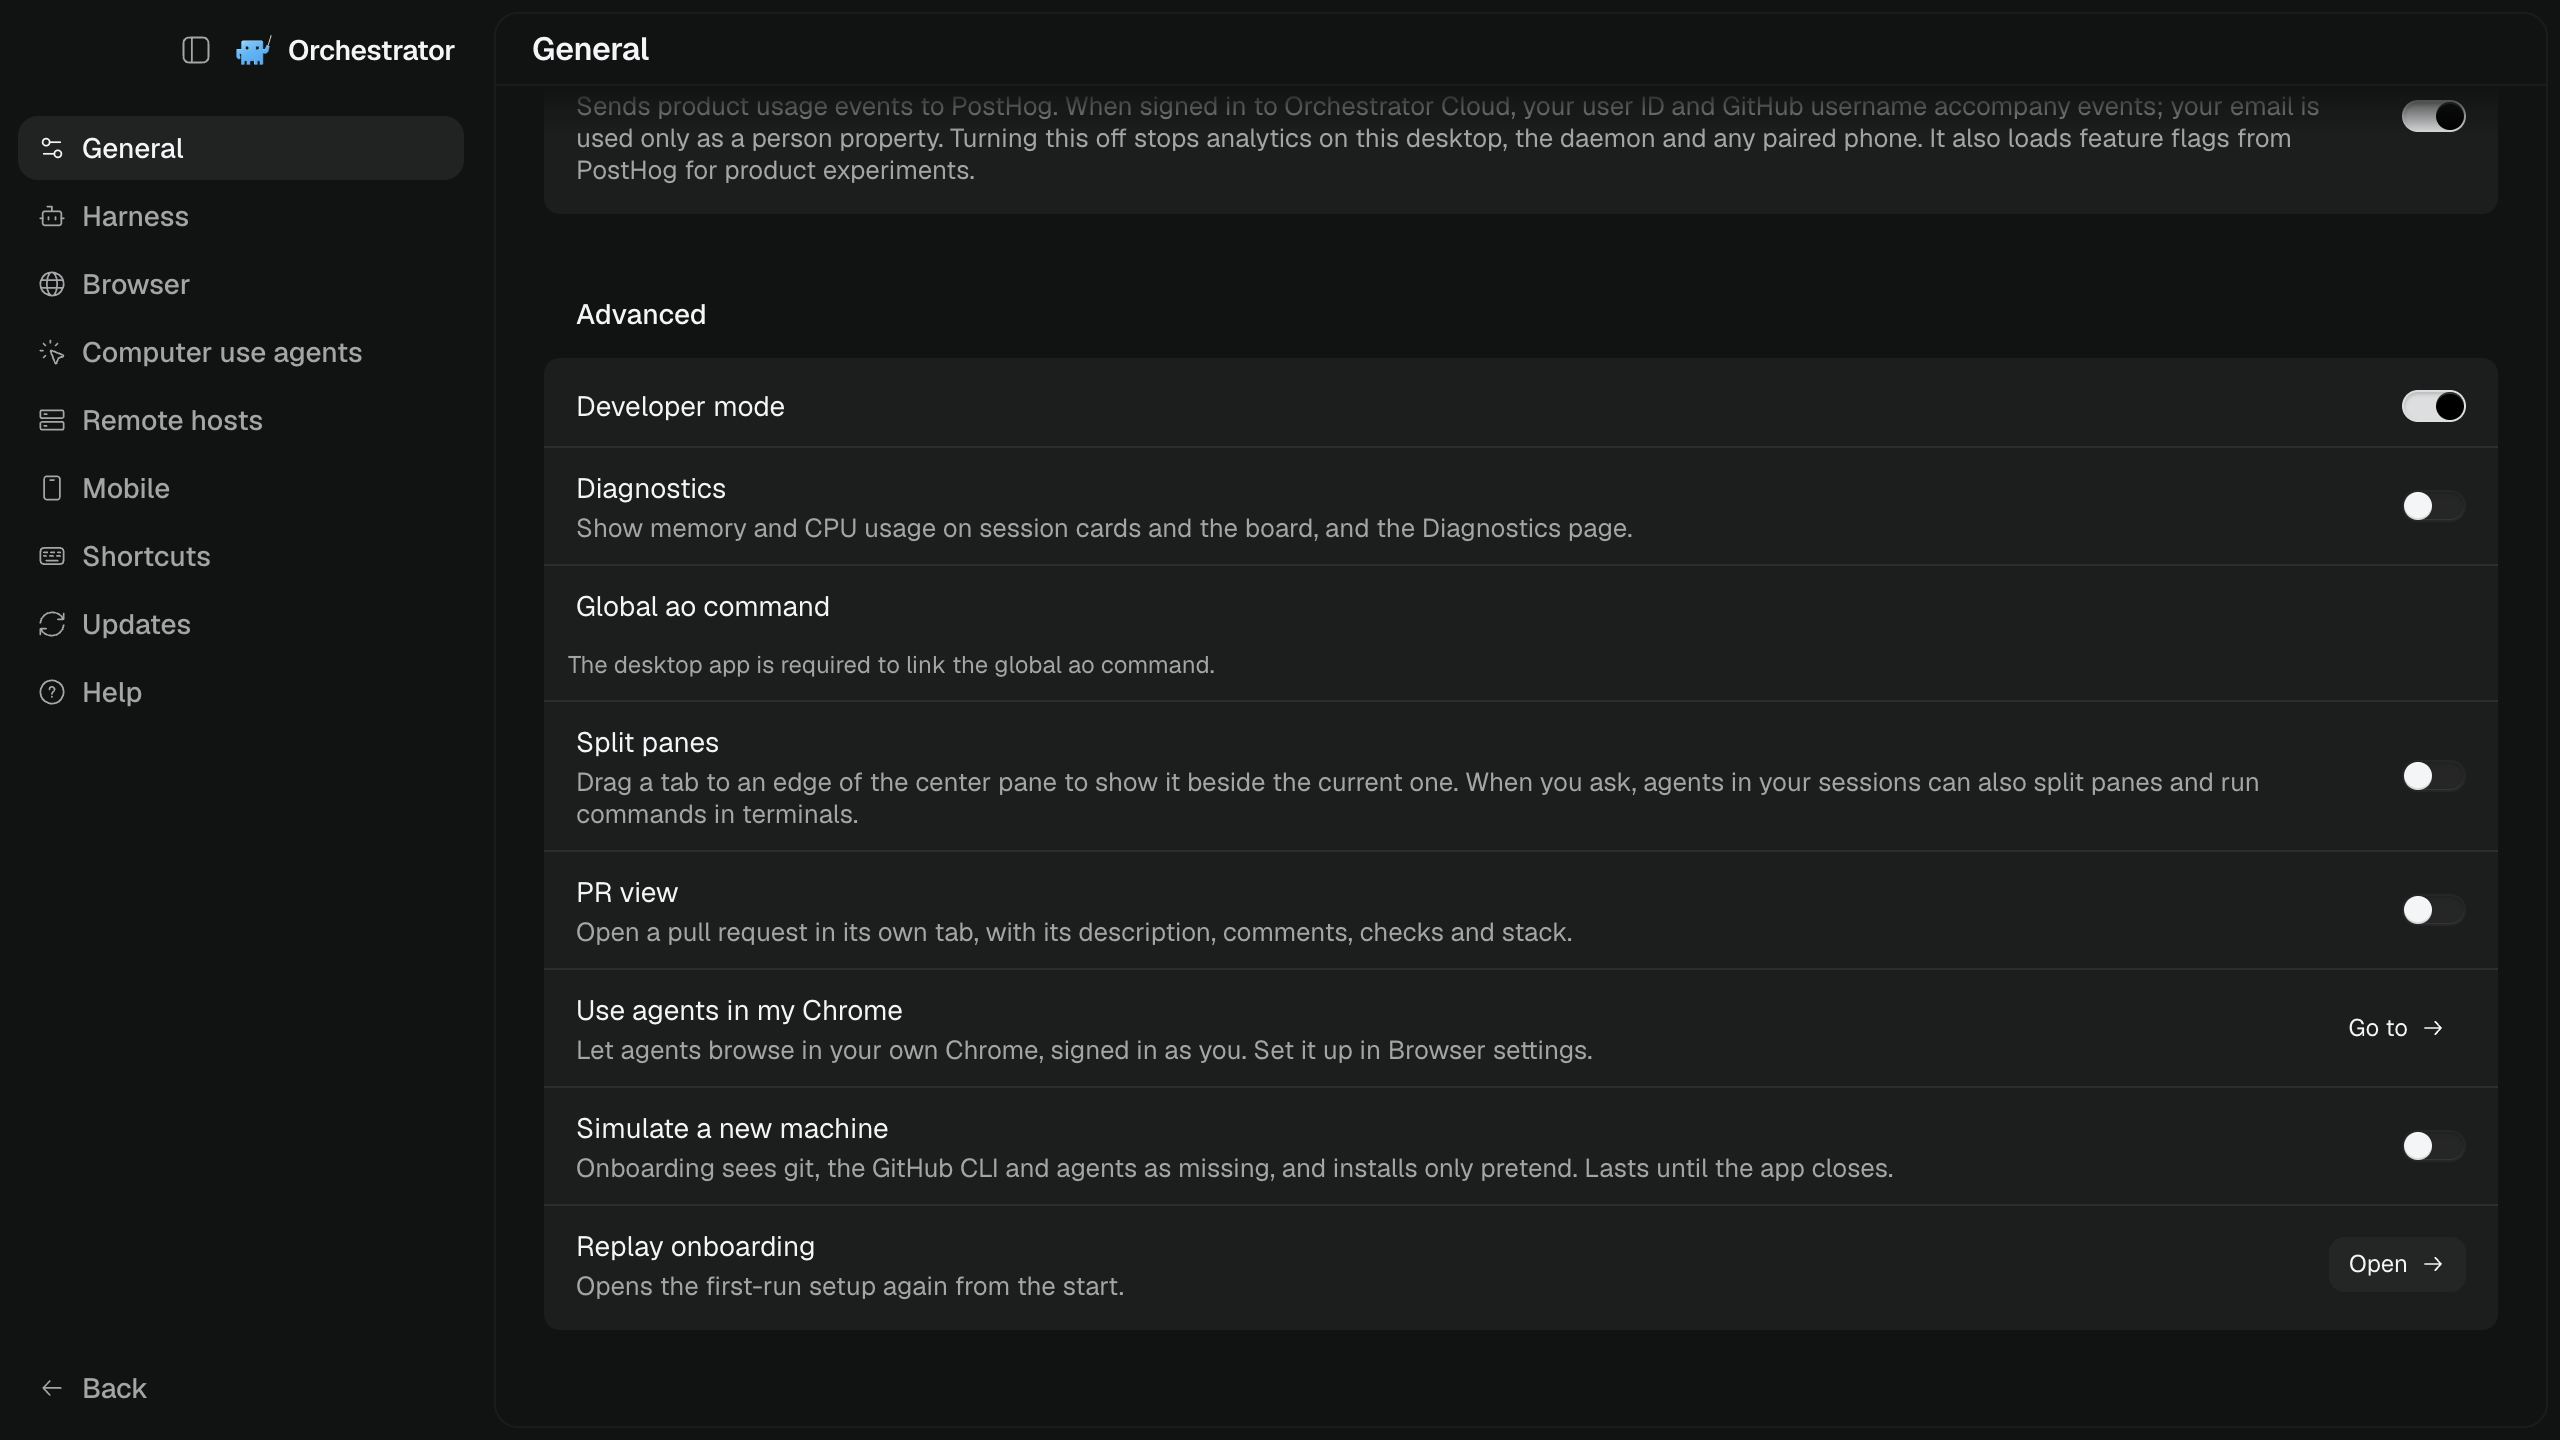 Orchestrator
General
Harness
Browser
Computer use agents
Remote hosts
Mobile
Shortcuts
Updates
Help
Back
General
Sends product usage events to PostHog. When signed in to Orchestrator Cloud, your user ID and GitHub username accompany events; your email is
used only as a person property. Turning this off stops analytics on this desktop, the daemon and any paired phone. It also loads feature flags from
PostHog for product experiments.
Advanced
Developer mode
Diagnostics
Show memory and CPU usage on session cards and the board, and the Diagnostics page.
Global ao command
The desktop app is required to link the global ao command.
Split panes
Drag a tab to an edge of the center pane to show it beside the current one. When you ask, agents in your sessions can also split panes and run
commands in terminals.
PR view
Open a pull request in its own tab, with its description, comments, checks and stack.
Use agents in my Chrome
Let agents browse in your own Chrome, signed in as you. Set it up in Browser settings.
Go to →
Simulate a new machine
Onboarding sees git, the GitHub CLI and agents as missing, and installs only pretend. Lasts until the app closes.
Replay onboarding
Opens the first-run setup again from the start.
Open →